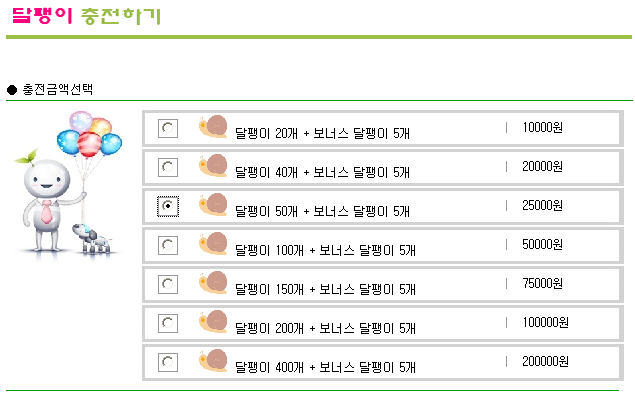 달팽이 충전하기
● 충전금액선택
달팽이 20개 + 보너스 달팽이 5개 | 10000원
달팽이 40개 + 보너스 달팽이 5개 | 20000원
달팽이 50개 + 보너스 달팽이 5개 | 25000원
달팽이 100개 + 보너스 달팽이 5개 | 50000원
달팽이 150개 + 보너스 달팽이 5개 | 75000원
달팽이 200개 + 보너스 달팽이 5개 | 100000원
달팽이 400개 + 보너스 달팽이 5개 | 200000원